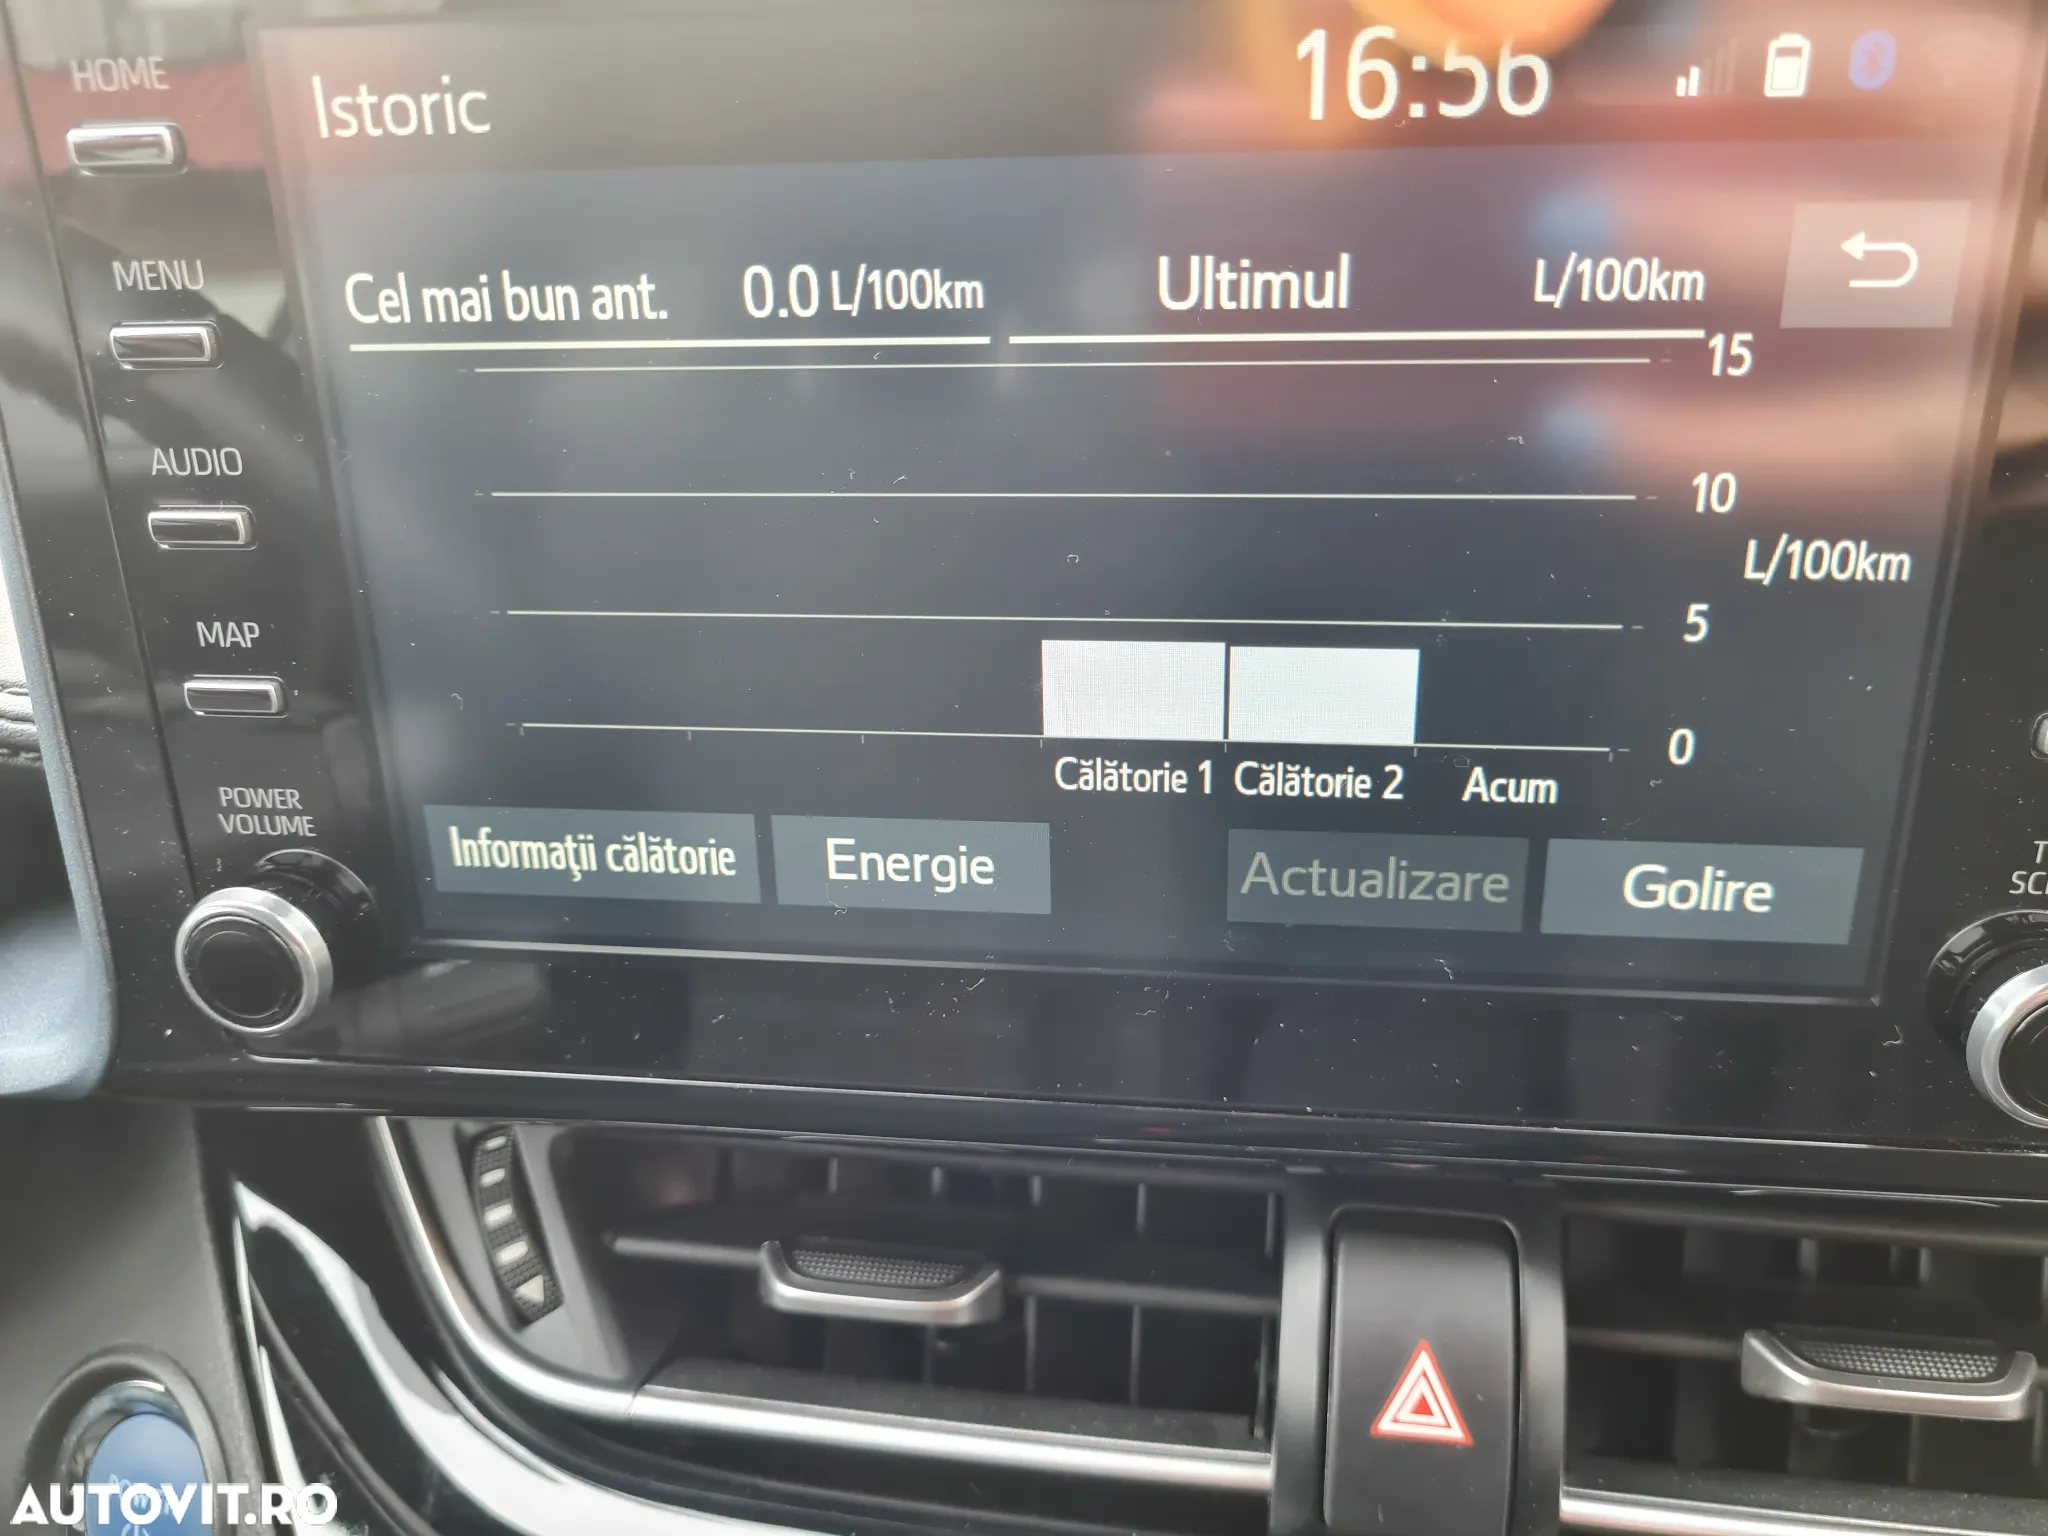 HOME
Istoric
16:56
MENU
Cel mai bun ant. 0.0 L/100km
Ultimul L/100km
15
AUDIO
10
L/100km
MAP
5
0
Călătorie 1 Călătorie 2 Acum
POWER
VOLUME
Informaţii călătorie Energie Actualizare Golire
POWER
AUTOVIT.RO